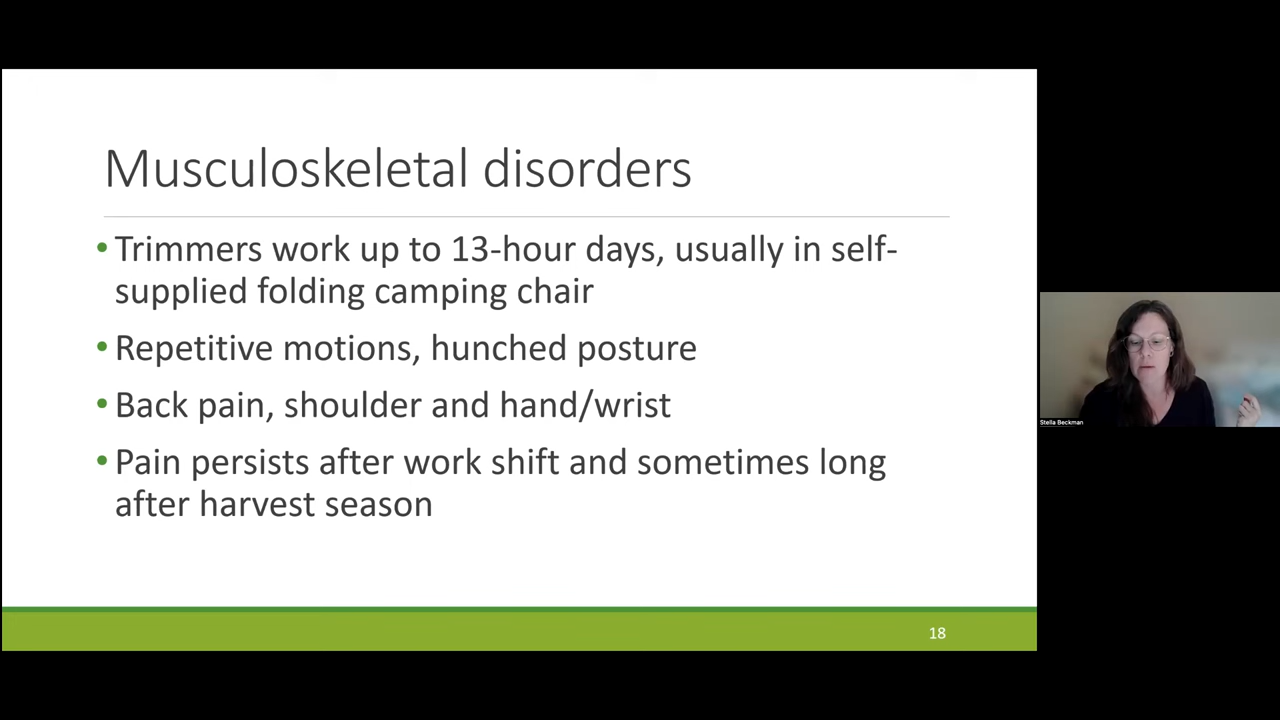 Musculoskeletal disorders
• Trimmers work up to 13-hour days, usually in self-
supplied folding camping chair
• Repetitive motions, hunched posture
• Back pain, shoulder and hand/wrist
• Pain persists after work shift and sometimes long
after harvest season
18
Stella Beckman